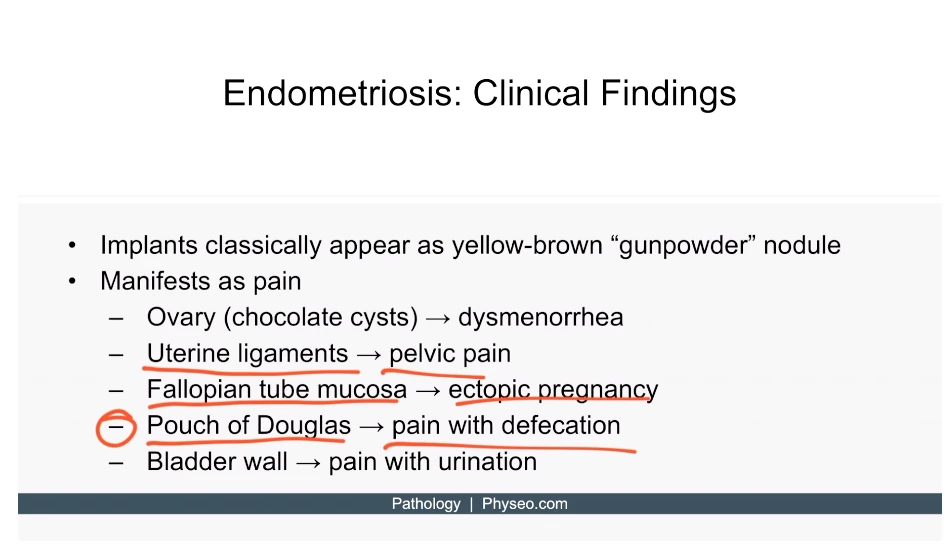 Endometriosis: Clinical Findings
• Implants classically appear as yellow-brown “gunpowder” nodule
• Manifests as pain
– Ovary (chocolate cysts) → dysmenorrhea
– Uterine ligaments → pelvic pain
– Fallopian tube mucosa → ectopic pregnancy
– Pouch of Douglas → pain with defecation
– Bladder wall → pain with urination
Pathology | Physeo.com